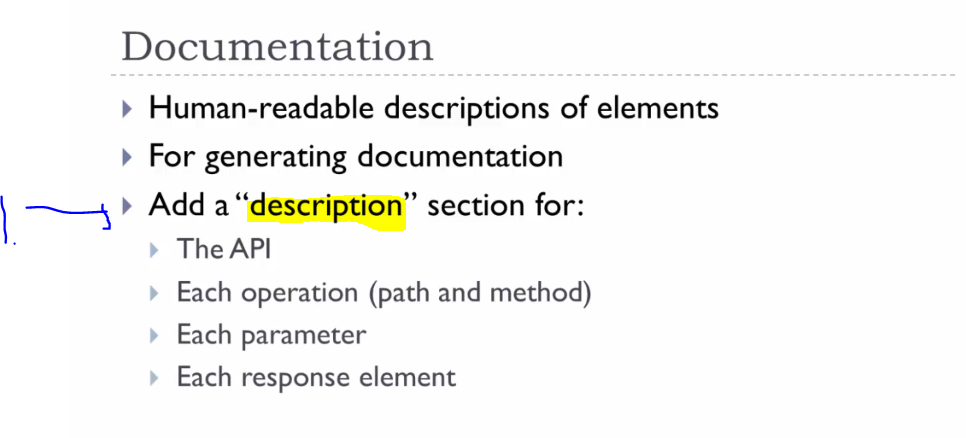 Documentation
Human-readable descriptions of elements
For generating documentation
1. Add a “description” section for:
The API
Each operation (path and method)
Each parameter
Each response element